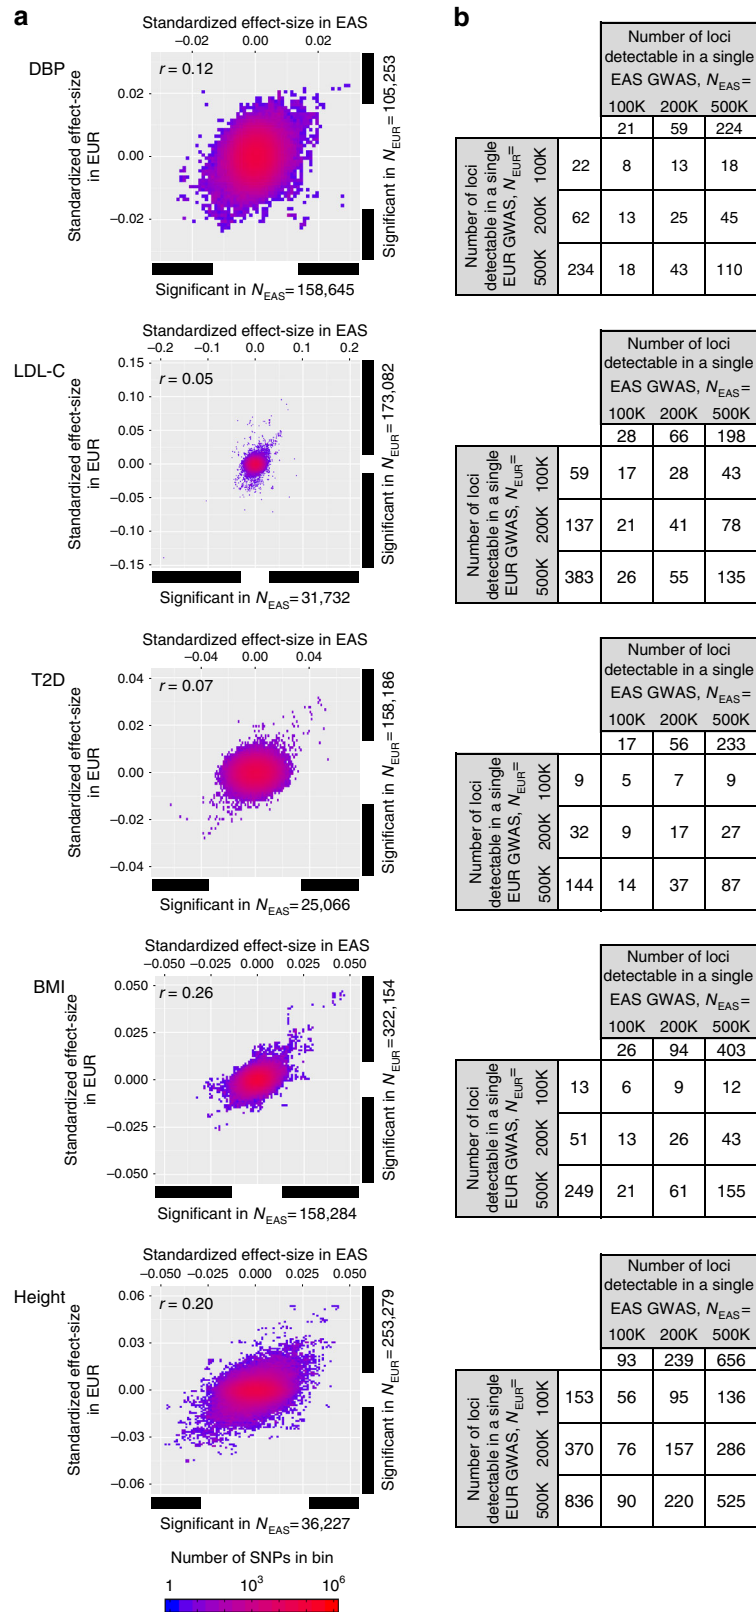 a
b
DBP
Standardized effect-size in EAS
−0.02 0.00 0.02
Standardized effect-size
in EUR
0.02
0.00
−0.02
r = 0.12
Significant in N_EUR = 105,253
Significant in N_EAS = 158,645
Number of loci
detectable in a single
EAS GWAS, N_EAS =
100K 200K 500K
21 59 224
Number of loci
detectable in a single
EUR GWAS, N_EUR =
500K 200K 100K
22 8 13 18
62 13 25 45
234 18 43 110
LDL-C
Standardized effect-size in EAS
−0.2 −0.1 0.0 0.1 0.2
Standardized effect-size
in EUR
0.15
0.10
0.05
0.00
−0.05
−0.10
−0.15
r = 0.05
Significant in N_EUR = 173,082
Significant in N_EAS = 31,732
Number of loci
detectable in a single
EAS GWAS, N_EAS =
100K 200K 500K
28 66 198
Number of loci
detectable in a single
EUR GWAS, N_EUR =
500K 200K 100K
59 17 28 43
137 21 41 78
383 26 55 135
T2D
Standardized effect-size in EAS
−0.04 0.00 0.04
Standardized effect-size
in EUR
0.04
0.02
0.00
−0.02
−0.04
r = 0.07
Significant in N_EUR = 158,186
Significant in N_EAS = 25,066
Number of loci
detectable in a single
EAS GWAS, N_EAS =
100K 200K 500K
17 56 233
Number of loci
detectable in a single
EUR GWAS, N_EUR =
500K 200K 100K
9 5 7 9
32 9 17 27
144 14 37 87
BMI
Standardized effect-size in EAS
−0.050 −0.025 0.000 0.025 0.050
Standardized effect-size
in EUR
0.050
0.025
0.000
−0.025
−0.050
r = 0.26
Significant in N_EUR = 322,154
Significant in N_EAS = 158,284
Number of loci
detectable in a single
EAS GWAS, N_EAS =
100K 200K 500K
26 94 403
Number of loci
detectable in a single
EUR GWAS, N_EUR =
500K 200K 100K
13 6 9 12
51 13 26 43
249 21 61 155
Height
Standardized effect-size in EAS
−0.050 −0.025 0.000 0.025 0.050
Standardized effect-size
in EUR
0.06
0.03
0.00
−0.03
−0.06
r = 0.20
Significant in N_EUR = 253,279
Significant in N_EAS = 36,227
Number of loci
detectable in a single
EAS GWAS, N_EAS =
100K 200K 500K
93 239 656
Number of loci
detectable in a single
EUR GWAS, N_EUR =
500K 200K 100K
153 56 95 136
370 76 157 286
836 90 220 525
Number of SNPs in bin
1 10^3 10^6